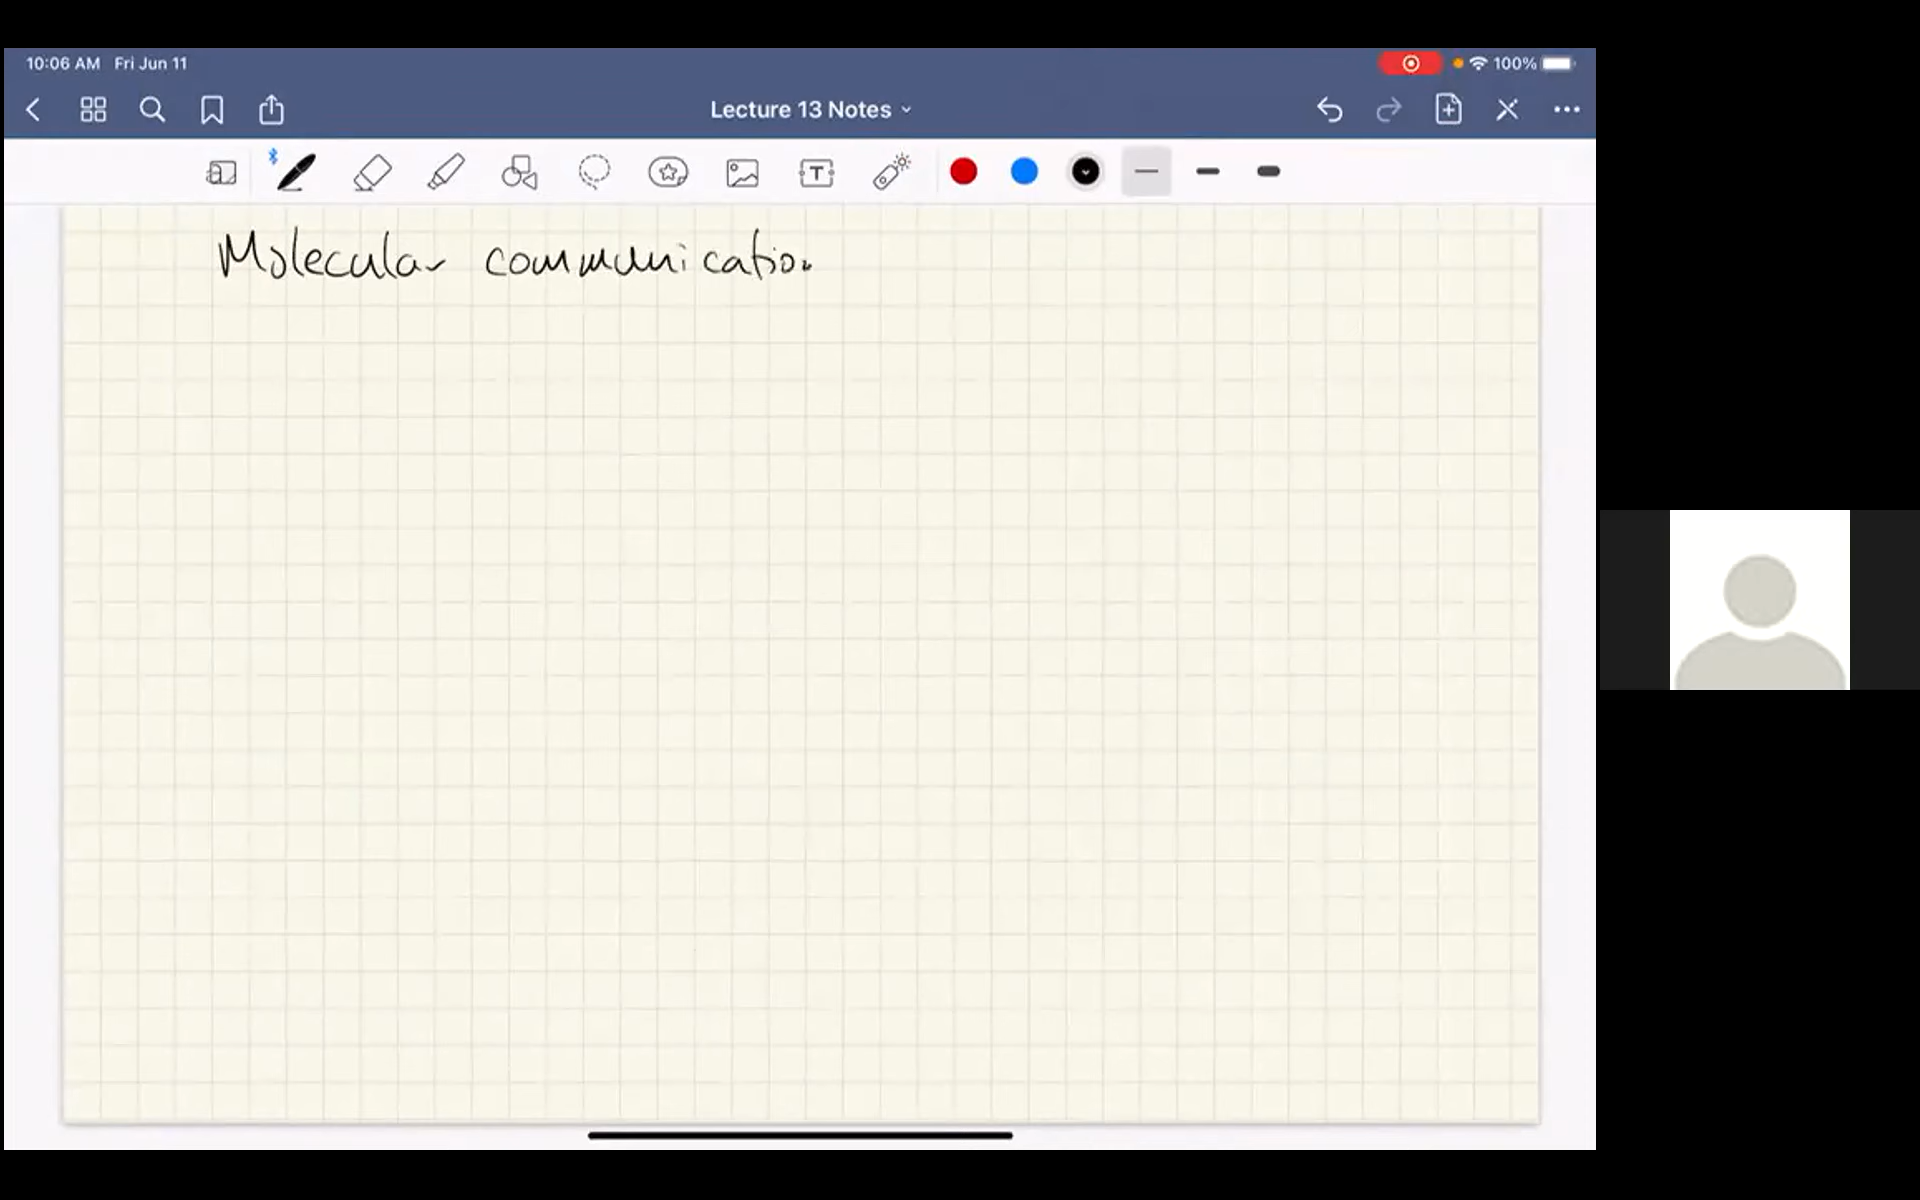 10:06 AM Fri Jun 11
100%
Lecture 13 Notes
T
Molecular communication